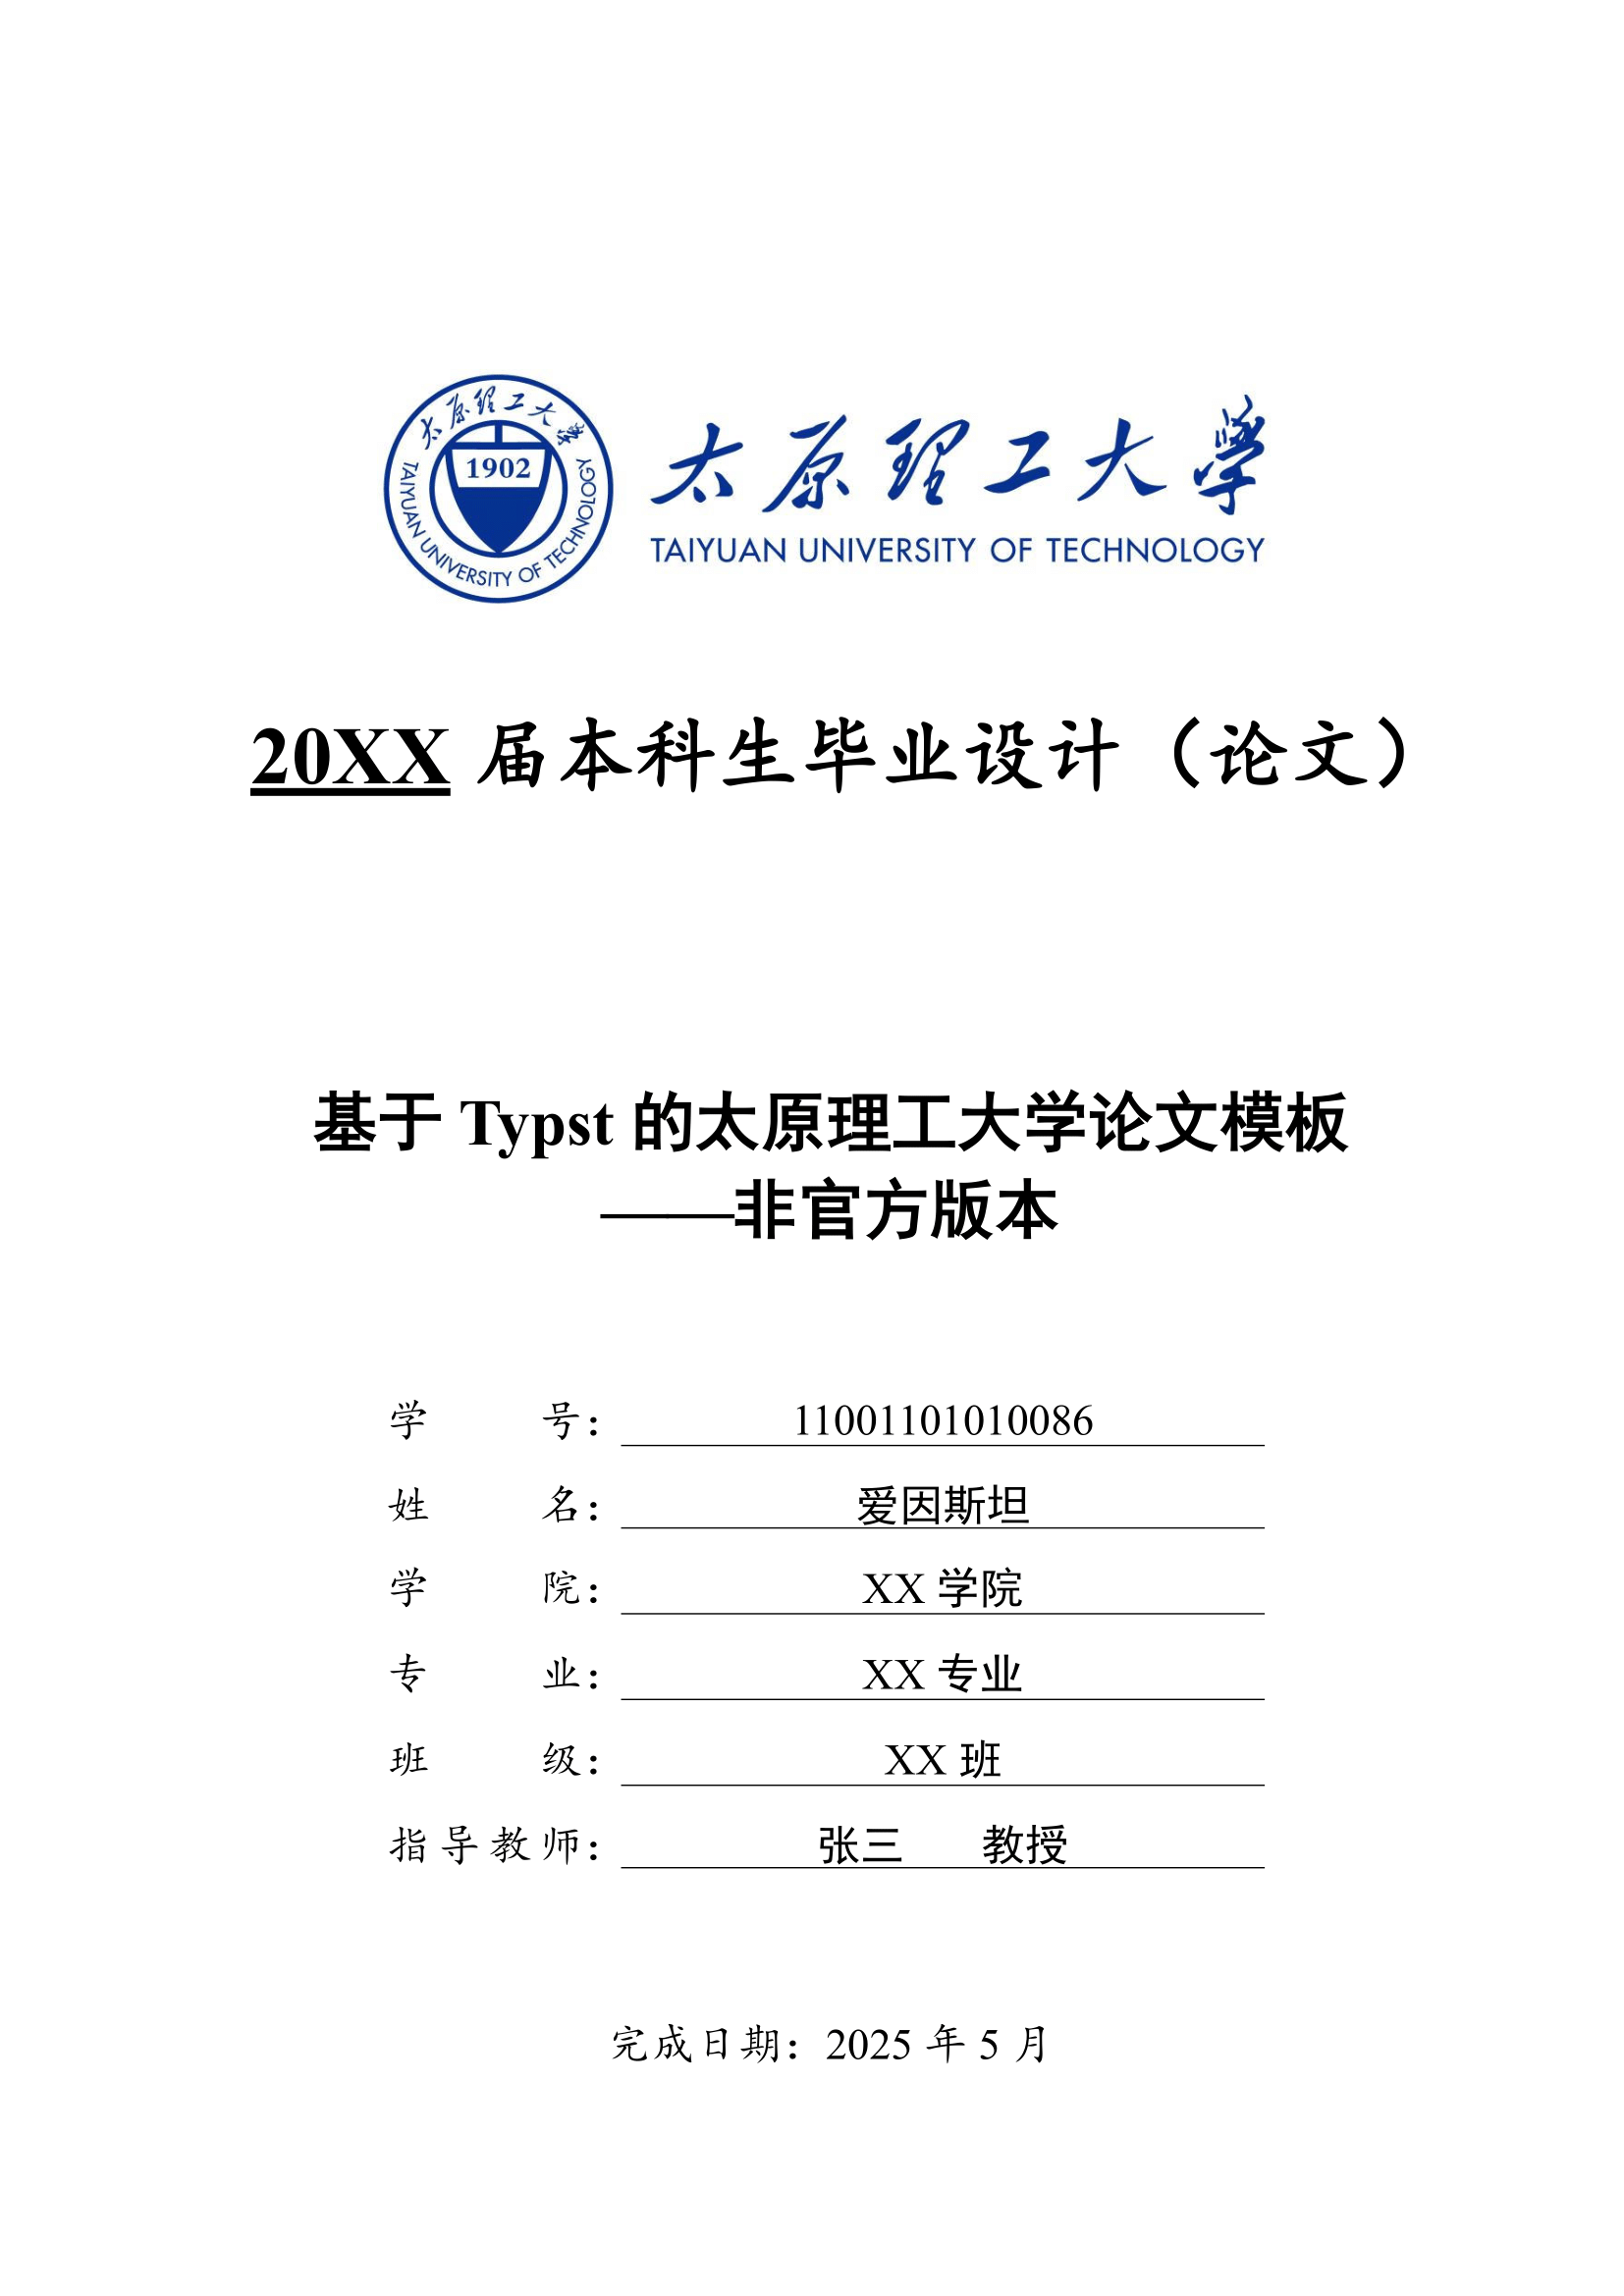 太原理工大学
1902
TAIYUAN UNIVERSITY OF TECHNOLOGY
太原理工大學
TAIYUAN UNIVERSITY OF TECHNOLOGY
20XX 届本科生毕业设计（论文）
基于 Typst 的太原理工大学论文模板
——非官方版本
学 号：11001101010086
姓 名：爱因斯坦
学 院：XX 学院
专 业：XX 专业
班 级：XX 班
指导教师：张三 教授
完成日期：2025 年 5 月